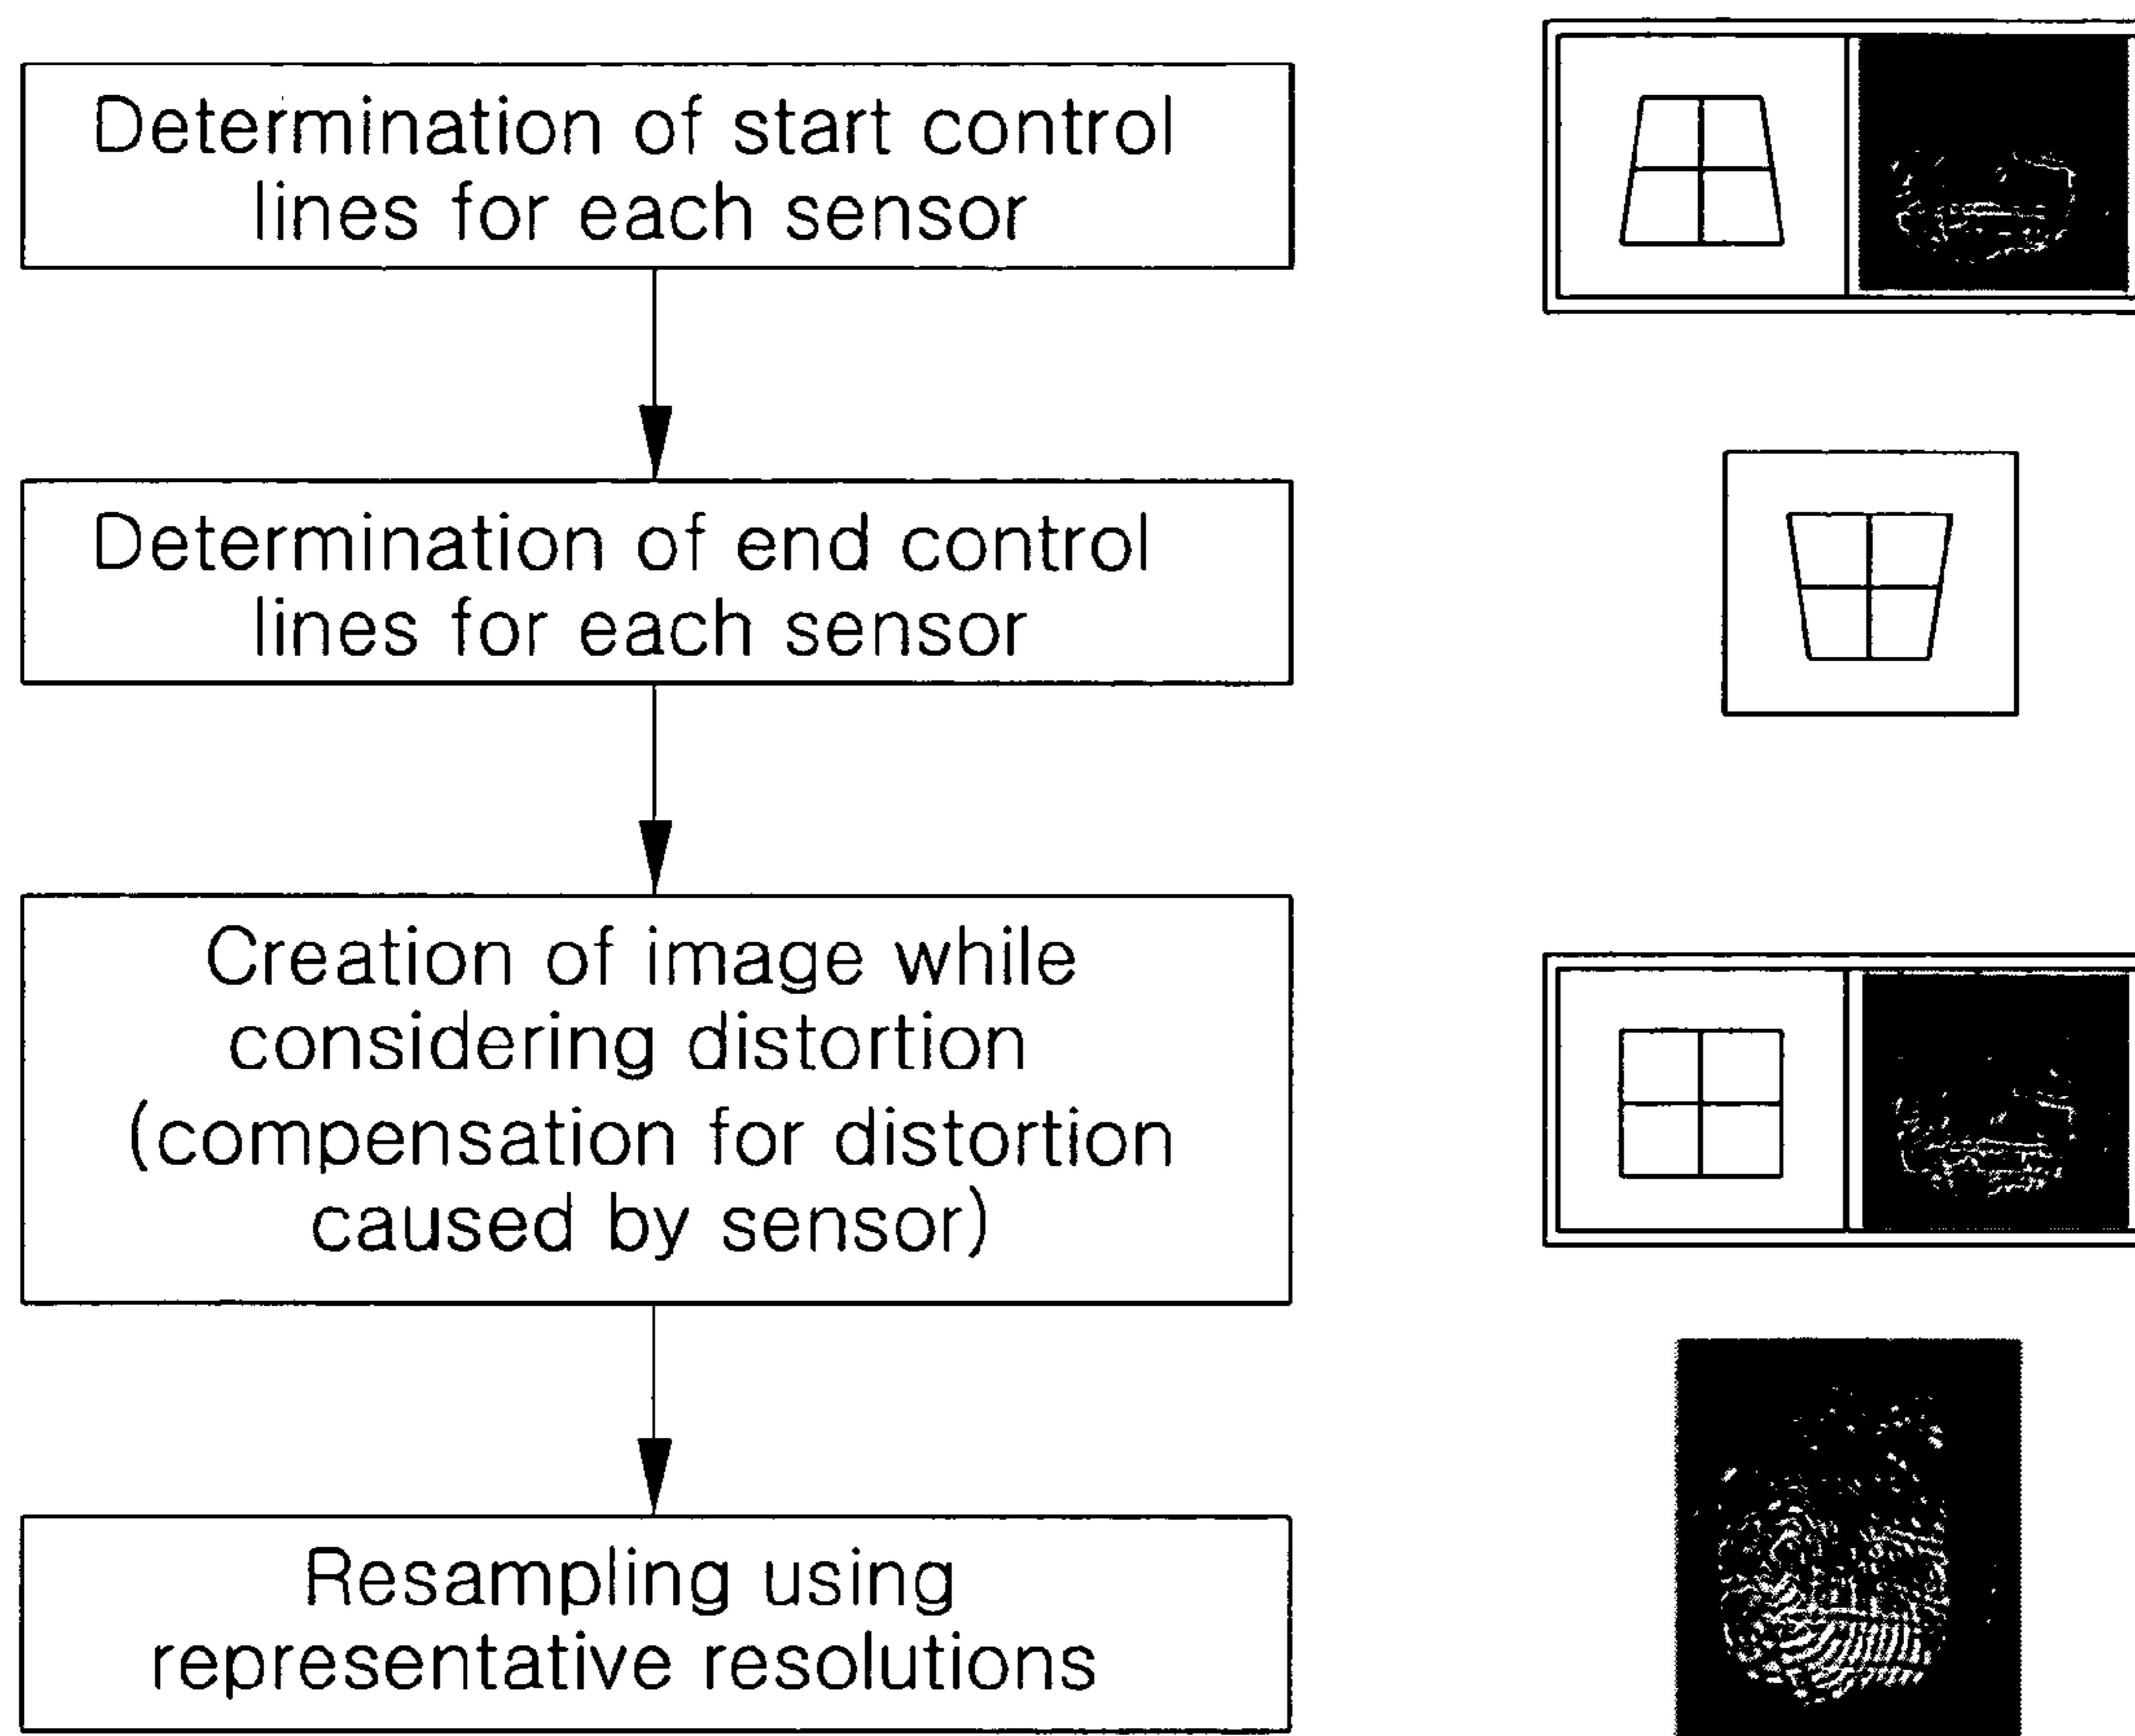 Determination of start control
lines for each sensor
Determination of end control
lines for each sensor
Creation of image while
considering distortion
(compensation for distortion
caused by sensor)
Resampling using
representative resolutions